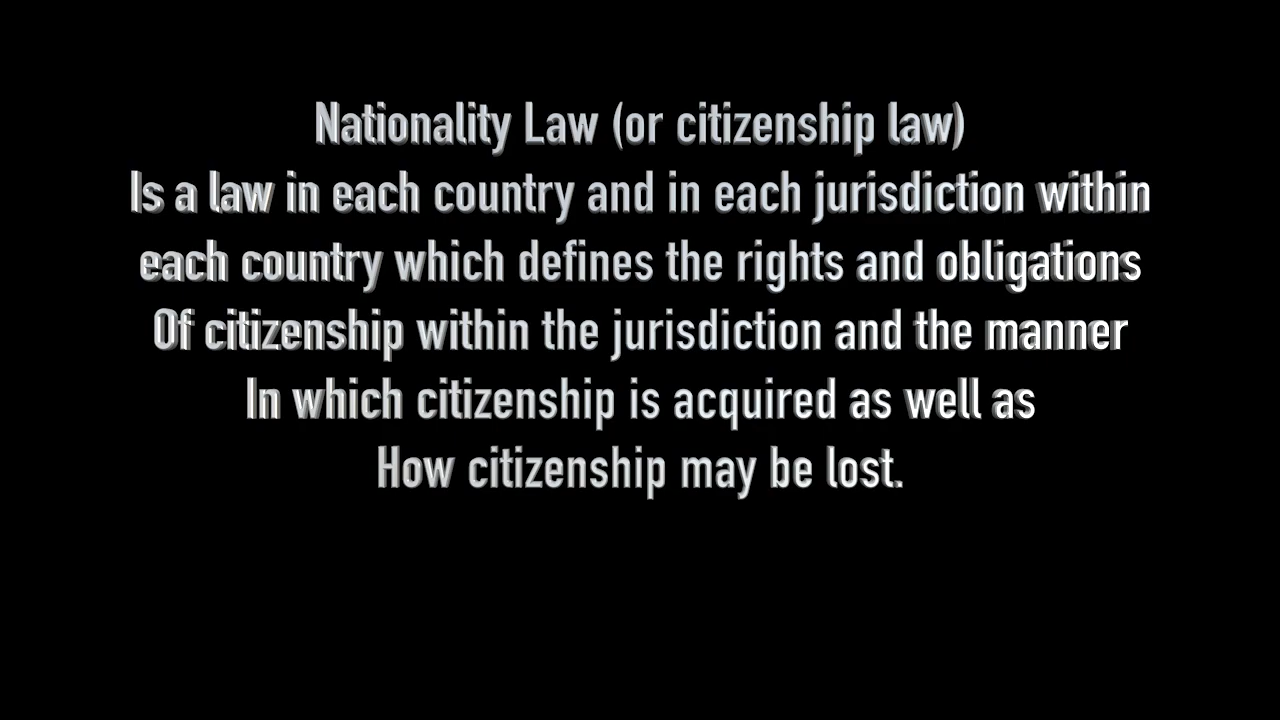 Nationality Law (or citizenship law)
Is a law in each country and in each jurisdiction within
each country which defines the rights and obligations
Of citizenship within the jurisdiction and the manner
In which citizenship is acquired as well as
How citizenship may be lost.